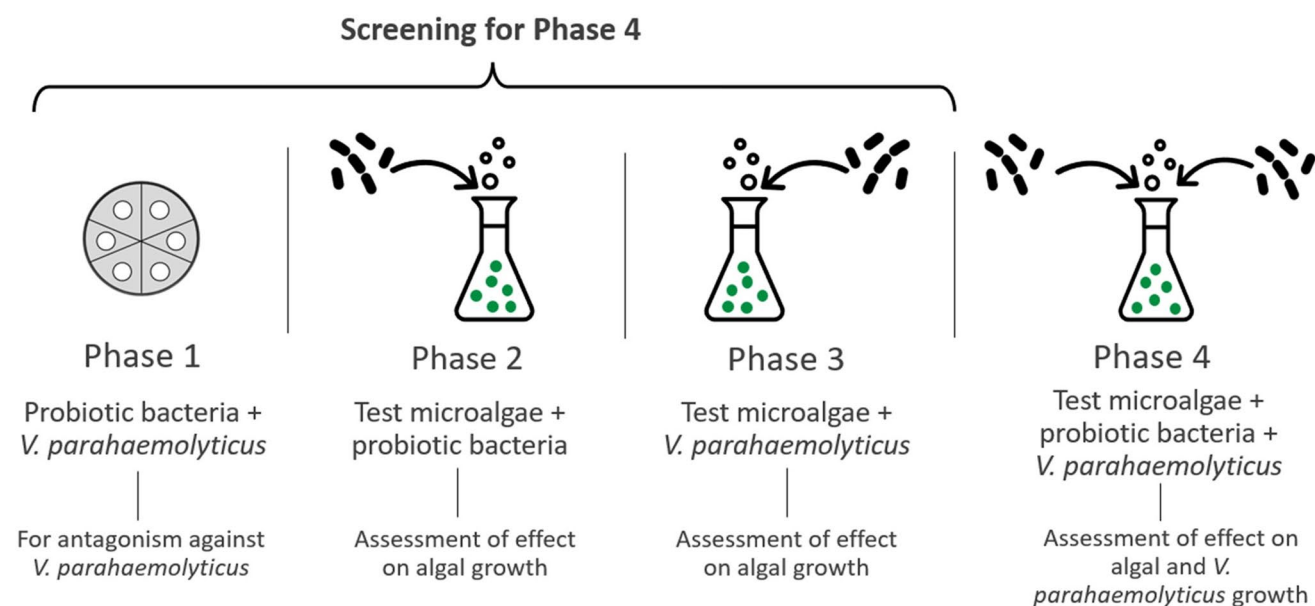 Screening for Phase 4
Phase 1
Probiotic bacteria +
V. parahaemolyticus
For antagonism against
V. parahaemolyticus
Phase 2
Test microalgae +
probiotic bacteria
Assessment of effect
on algal growth
Phase 3
Test microalgae +
V. parahaemolyticus
Assessment of effect
on algal growth
Phase 4
Test microalgae +
probiotic bacteria +
V. parahaemolyticus
Assessment of effect on
algal and V.
parahaemolyticus growth